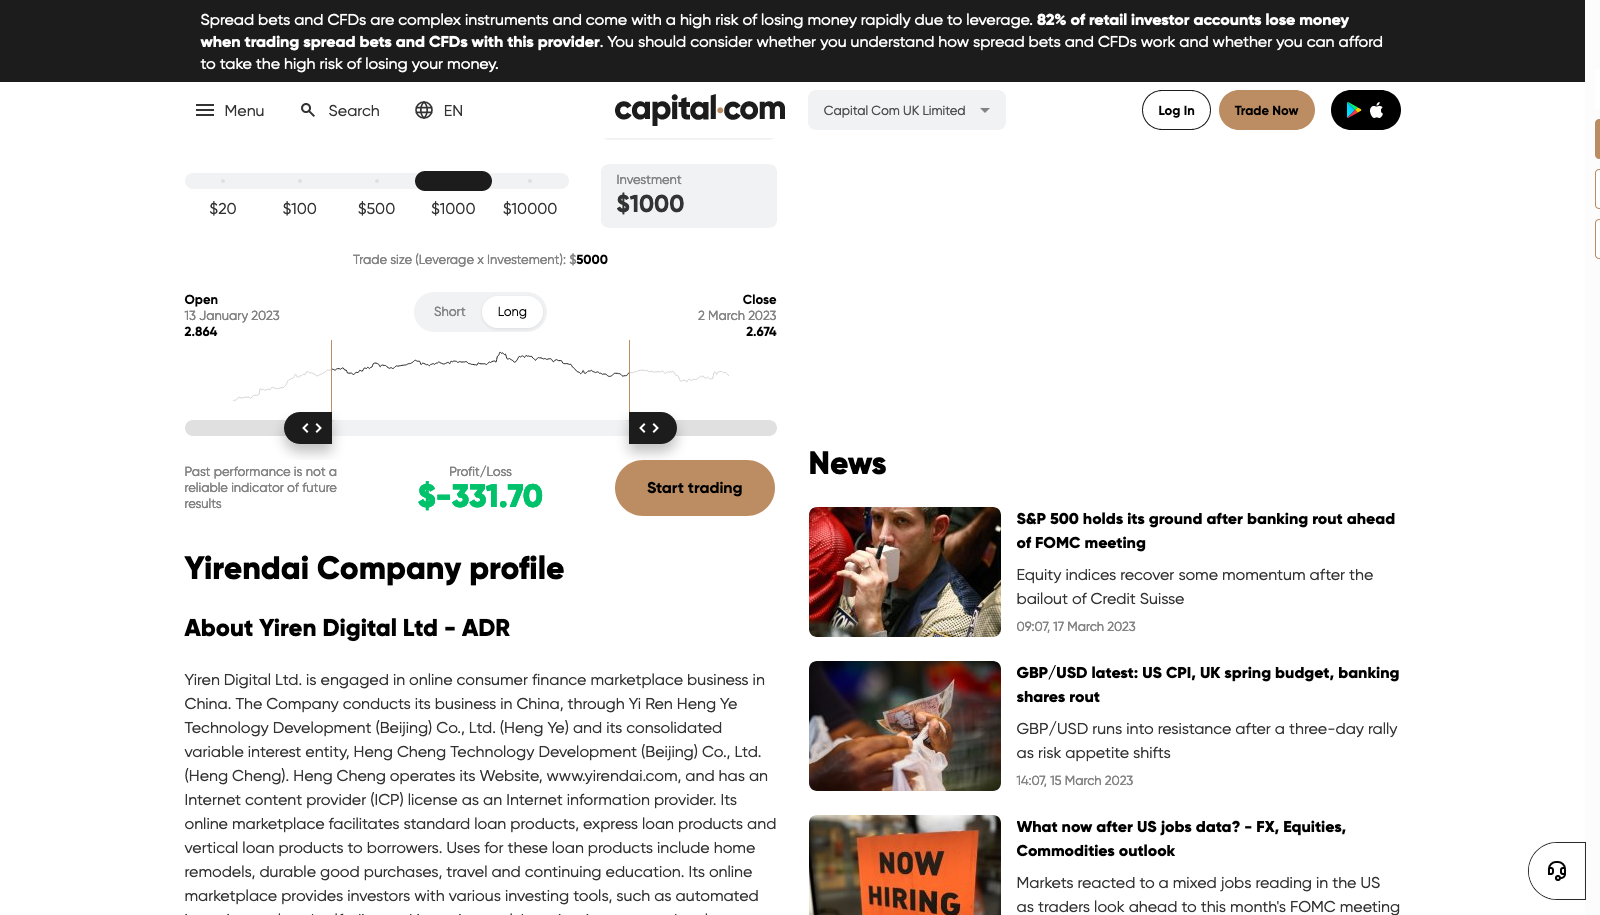 Spread bets and CFDs are complex instruments and come with a high risk of losing money rapidly due to leverage. 82% of retail investor accounts lose money
when trading spread bets and CFDs with this provider. You should consider whether you understand how spread bets and CFDs work and whether you can afford
to take the high risk of losing your money.
Menu
Search
EN
capital.com
Capital Com UK Limited
Log In
Trade Now
Investment
$1000
$20
$100
$500
$1000
$10000
Trade size (Leverage x Investement): $5000
Open
13 January 2023
2.864
Short
Long
Close
2 March 2023
2.674
Past performance is not a
reliable indicator of future
results
Profit/Loss
$-331.70
Start trading
Yirendai Company profile
About Yiren Digital Ltd - ADR
Yiren Digital Ltd. is engaged in online consumer finance marketplace business in
China. The Company conducts its business in China, through Yi Ren Heng Ye
Technology Development (Beijing) Co., Ltd. (Heng Ye) and its consolidated
variable interest entity, Heng Cheng Technology Development (Beijing) Co., Ltd.
(Heng Cheng). Heng Cheng operates its Website, www.yirendai.com, and has an
Internet content provider (ICP) license as an Internet information provider. Its
online marketplace facilitates standard loan products, express loan products and
vertical loan products to borrowers. Uses for these loan products include home
remodels, durable good purchases, travel and continuing education. Its online
marketplace provides investors with various investing tools, such as automated
News
S&P 500 holds its ground after banking rout ahead
of FOMC meeting
Equity indices recover some momentum after the
bailout of Credit Suisse
09:07, 17 March 2023
GBP/USD latest: US CPI, UK spring budget, banking
shares rout
GBP/USD runs into resistance after a three-day rally
as risk appetite shifts
14:07, 15 March 2023
NOW
HIRING
What now after US jobs data? - FX, Equities,
Commodities outlook
Markets reacted to a mixed jobs reading in the US
as traders look ahead to this month's FOMC meeting